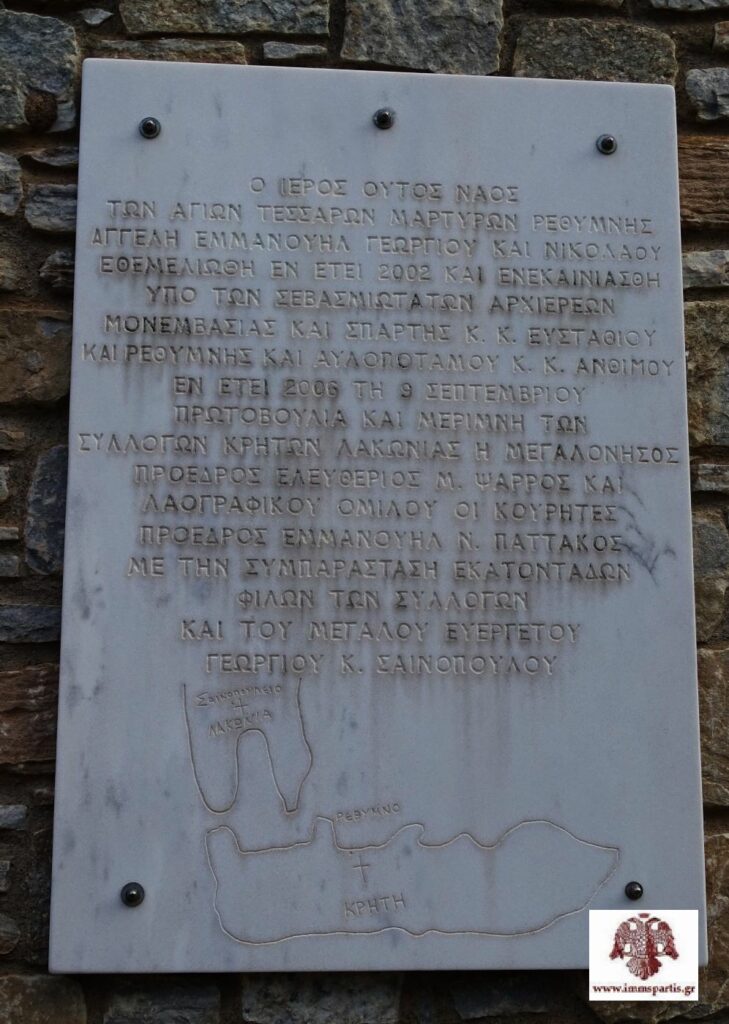 Ο ΙΕΡΟΣ ΟΥΤΟΣ ΝΑΟΣ
ΤΩΝ ΑΓΙΩΝ ΤΕΣΣΑΡΩΝ ΜΑΡΤΥΡΩΝ ΡΕΘΥΜΝΗΣ
ΑΓΓΕΛΗ ΕΜΜΑΝΟΥΗΛ ΓΕΩΡΓΙΟΥ ΚΑΙ ΝΙΚΟΛΑΟΥ
ΕΘΕΜΕΛΙΩΘΗ ΕΝ ΕΤΕΙ 2002 ΚΑΙ ΕΝΕΚΑΙΝΙΑΣΘΗ
ΥΠΟ ΤΩΝ ΣΕΒΑΣΜΙΩΤΑΤΩΝ ΑΡΧΙΕΡΕΩΝ
ΜΟΝΕΜΒΑΣΙΑΣ ΚΑΙ ΣΠΑΡΤΗΣ Κ. Κ. ΕΥΣΤΑΘΙΟΥ
ΚΑΙ ΡΕΘΥΜΝΗΣ ΚΑΙ ΑΥΛΟΠΟΤΑΜΟΥ Κ. Κ. ΑΝΘΙΜΟΥ
ΕΝ ΕΤΕΙ 2006 ΤΗ 9 ΣΕΠΤΕΜΒΡΙΟΥ
ΠΡΩΤΟΒΟΥΛΙΑ ΚΑΙ ΜΕΡΙΜΝΗ ΤΩΝ
ΣΥΛΛΟΓΩΝ ΚΡΗΤΩΝ ΛΑΚΩΝΙΑΣ Η ΜΕΓΑΛΟΝΗΣΟΣ
ΠΡΟΕΔΡΟΣ ΕΛΕΥΘΕΡΙΟΣ Μ. ΨΑΡΡΟΣ ΚΑΙ
ΛΑΟΓΡΑΦΙΚΟΥ ΟΜΙΛΟΥ ΟΙ ΚΟΥΡΗΤΕΣ
ΠΡΟΕΔΡΟΣ ΕΜΜΑΝΟΥΗΛ Ν. ΠΑΤΤΑΚΟΣ
ΜΕ ΤΗΝ ΣΥΜΠΑΡΑΣΤΑΣΗ ΕΚΑΤΟΝΤΑΔΩΝ
ΦΙΛΩΝ ΤΩΝ ΣΥΛΛΟΓΩΝ
ΚΑΙ ΤΟΥ ΜΕΓΑΛΟΥ ΕΥΕΡΓΕΤΟΥ
ΓΕΩΡΓΙΟΥ Κ. ΣΑΙΝΟΠΟΥΛΟΥ
Σαινοπουλειο
ΛΑΚΩΝΙΑ
ΡΕΘΥΜΝΟ
ΚΡΗΤΗ
www.immspartis.gr